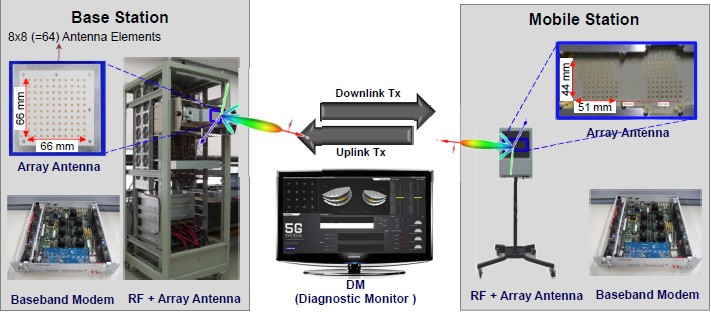 Base Station
8x8 (=64) Antenna Elements
66 mm
66 mm
Array Antenna
Baseband Modem
RF + Array Antenna
Downlink Tx
Uplink Tx
5G
DM
(Diagnostic Monitor )
Mobile Station
44 mm
51 mm
Array Antenna
RF + Array Antenna
Baseband Modem